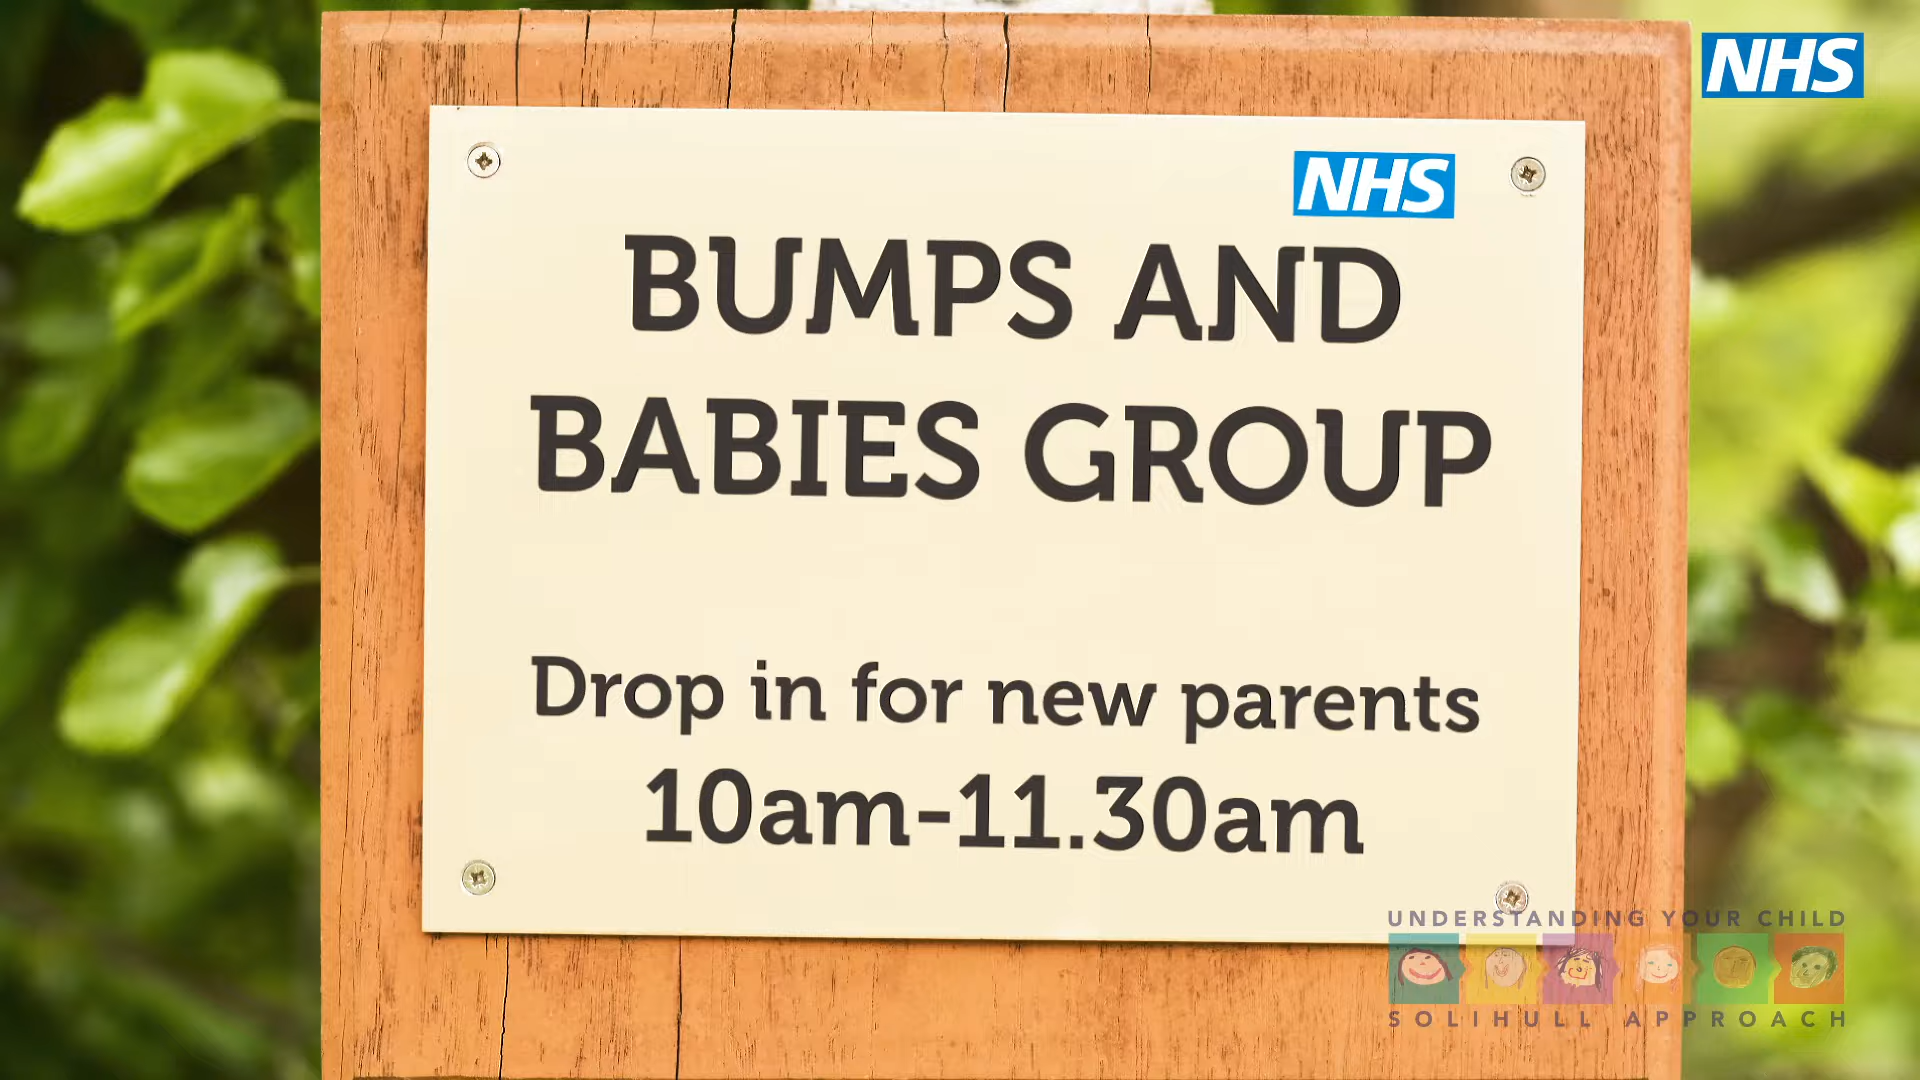 NHS
NHS
BUMPS AND
BABIES GROUP
Drop in for new parents
10am-11.30am
UNDERSTANDING YOUR CHILD
SOLIHULL APPROACH